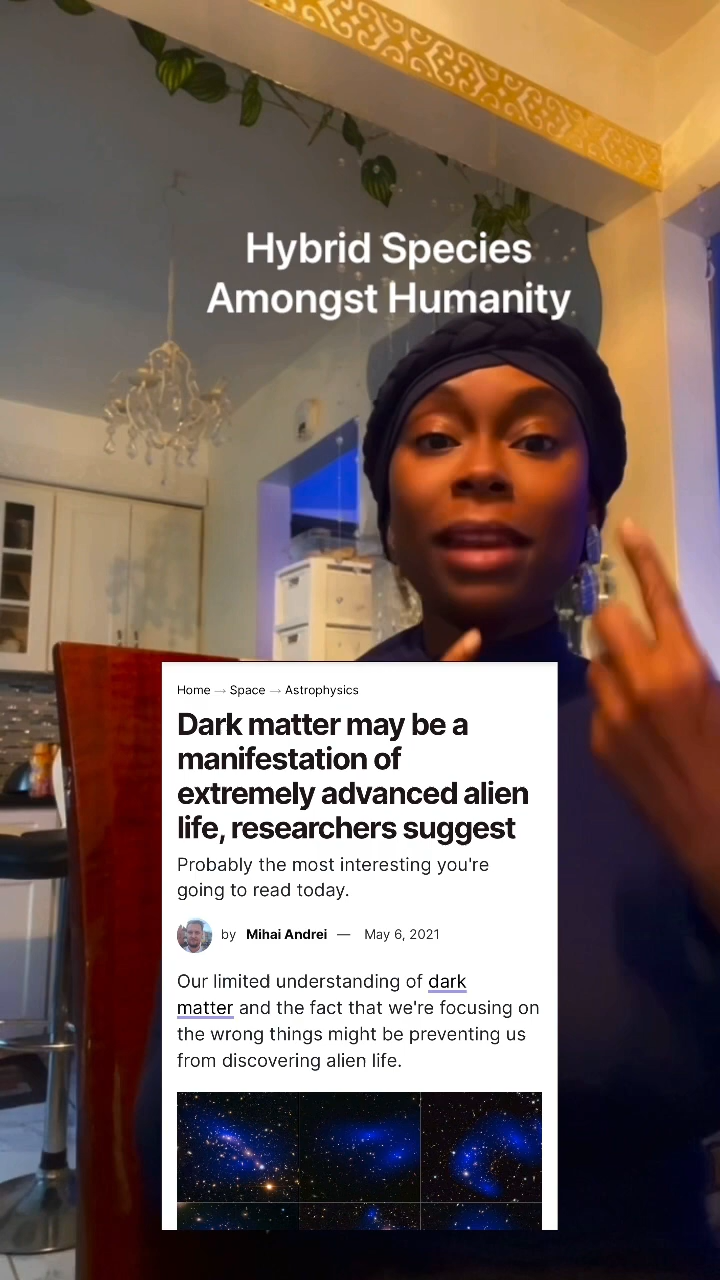 Hybrid Species
Amongst Humanity
Home → Space → Astrophysics
Dark matter may be a
manifestation of
extremely advanced alien
life, researchers suggest
Probably the most interesting you're
going to read today.
by Mihai Andrei — May 6, 2021
Our limited understanding of dark
matter and the fact that we're focusing on
the wrong things might be preventing us
from discovering alien life.